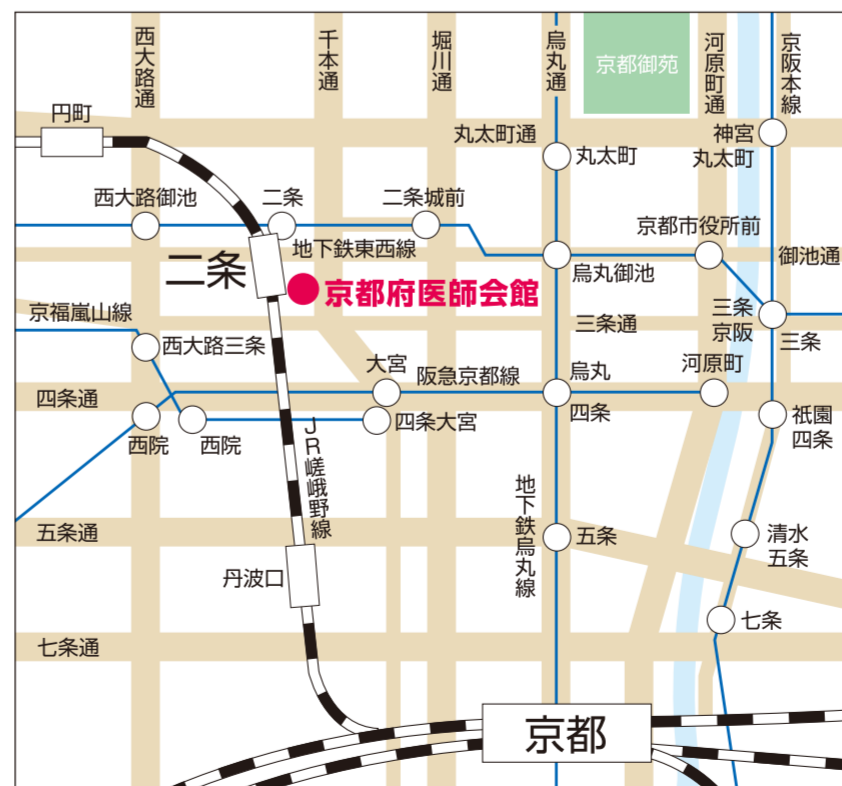 西大路通
千本通
堀川通
烏丸通
京都御苑
河原町通
京阪本線
円町
丸太町通
丸太町
神宮
丸太町
西大路御池
二条
二条城前
京都市役所前
地下鉄東西線
二条
烏丸御池
御池通
京都府医師会館
京福嵐山線
三条通
三条
京阪
三条
西大路三条
大宮
阪急京都線
烏丸
河原町
四条通
四条
西院
西院
四条大宮
祇園
四条
JR嵯峨野線
地下鉄烏丸線
五条通
五条
清水
五条
丹波口
七条
七条通
京都